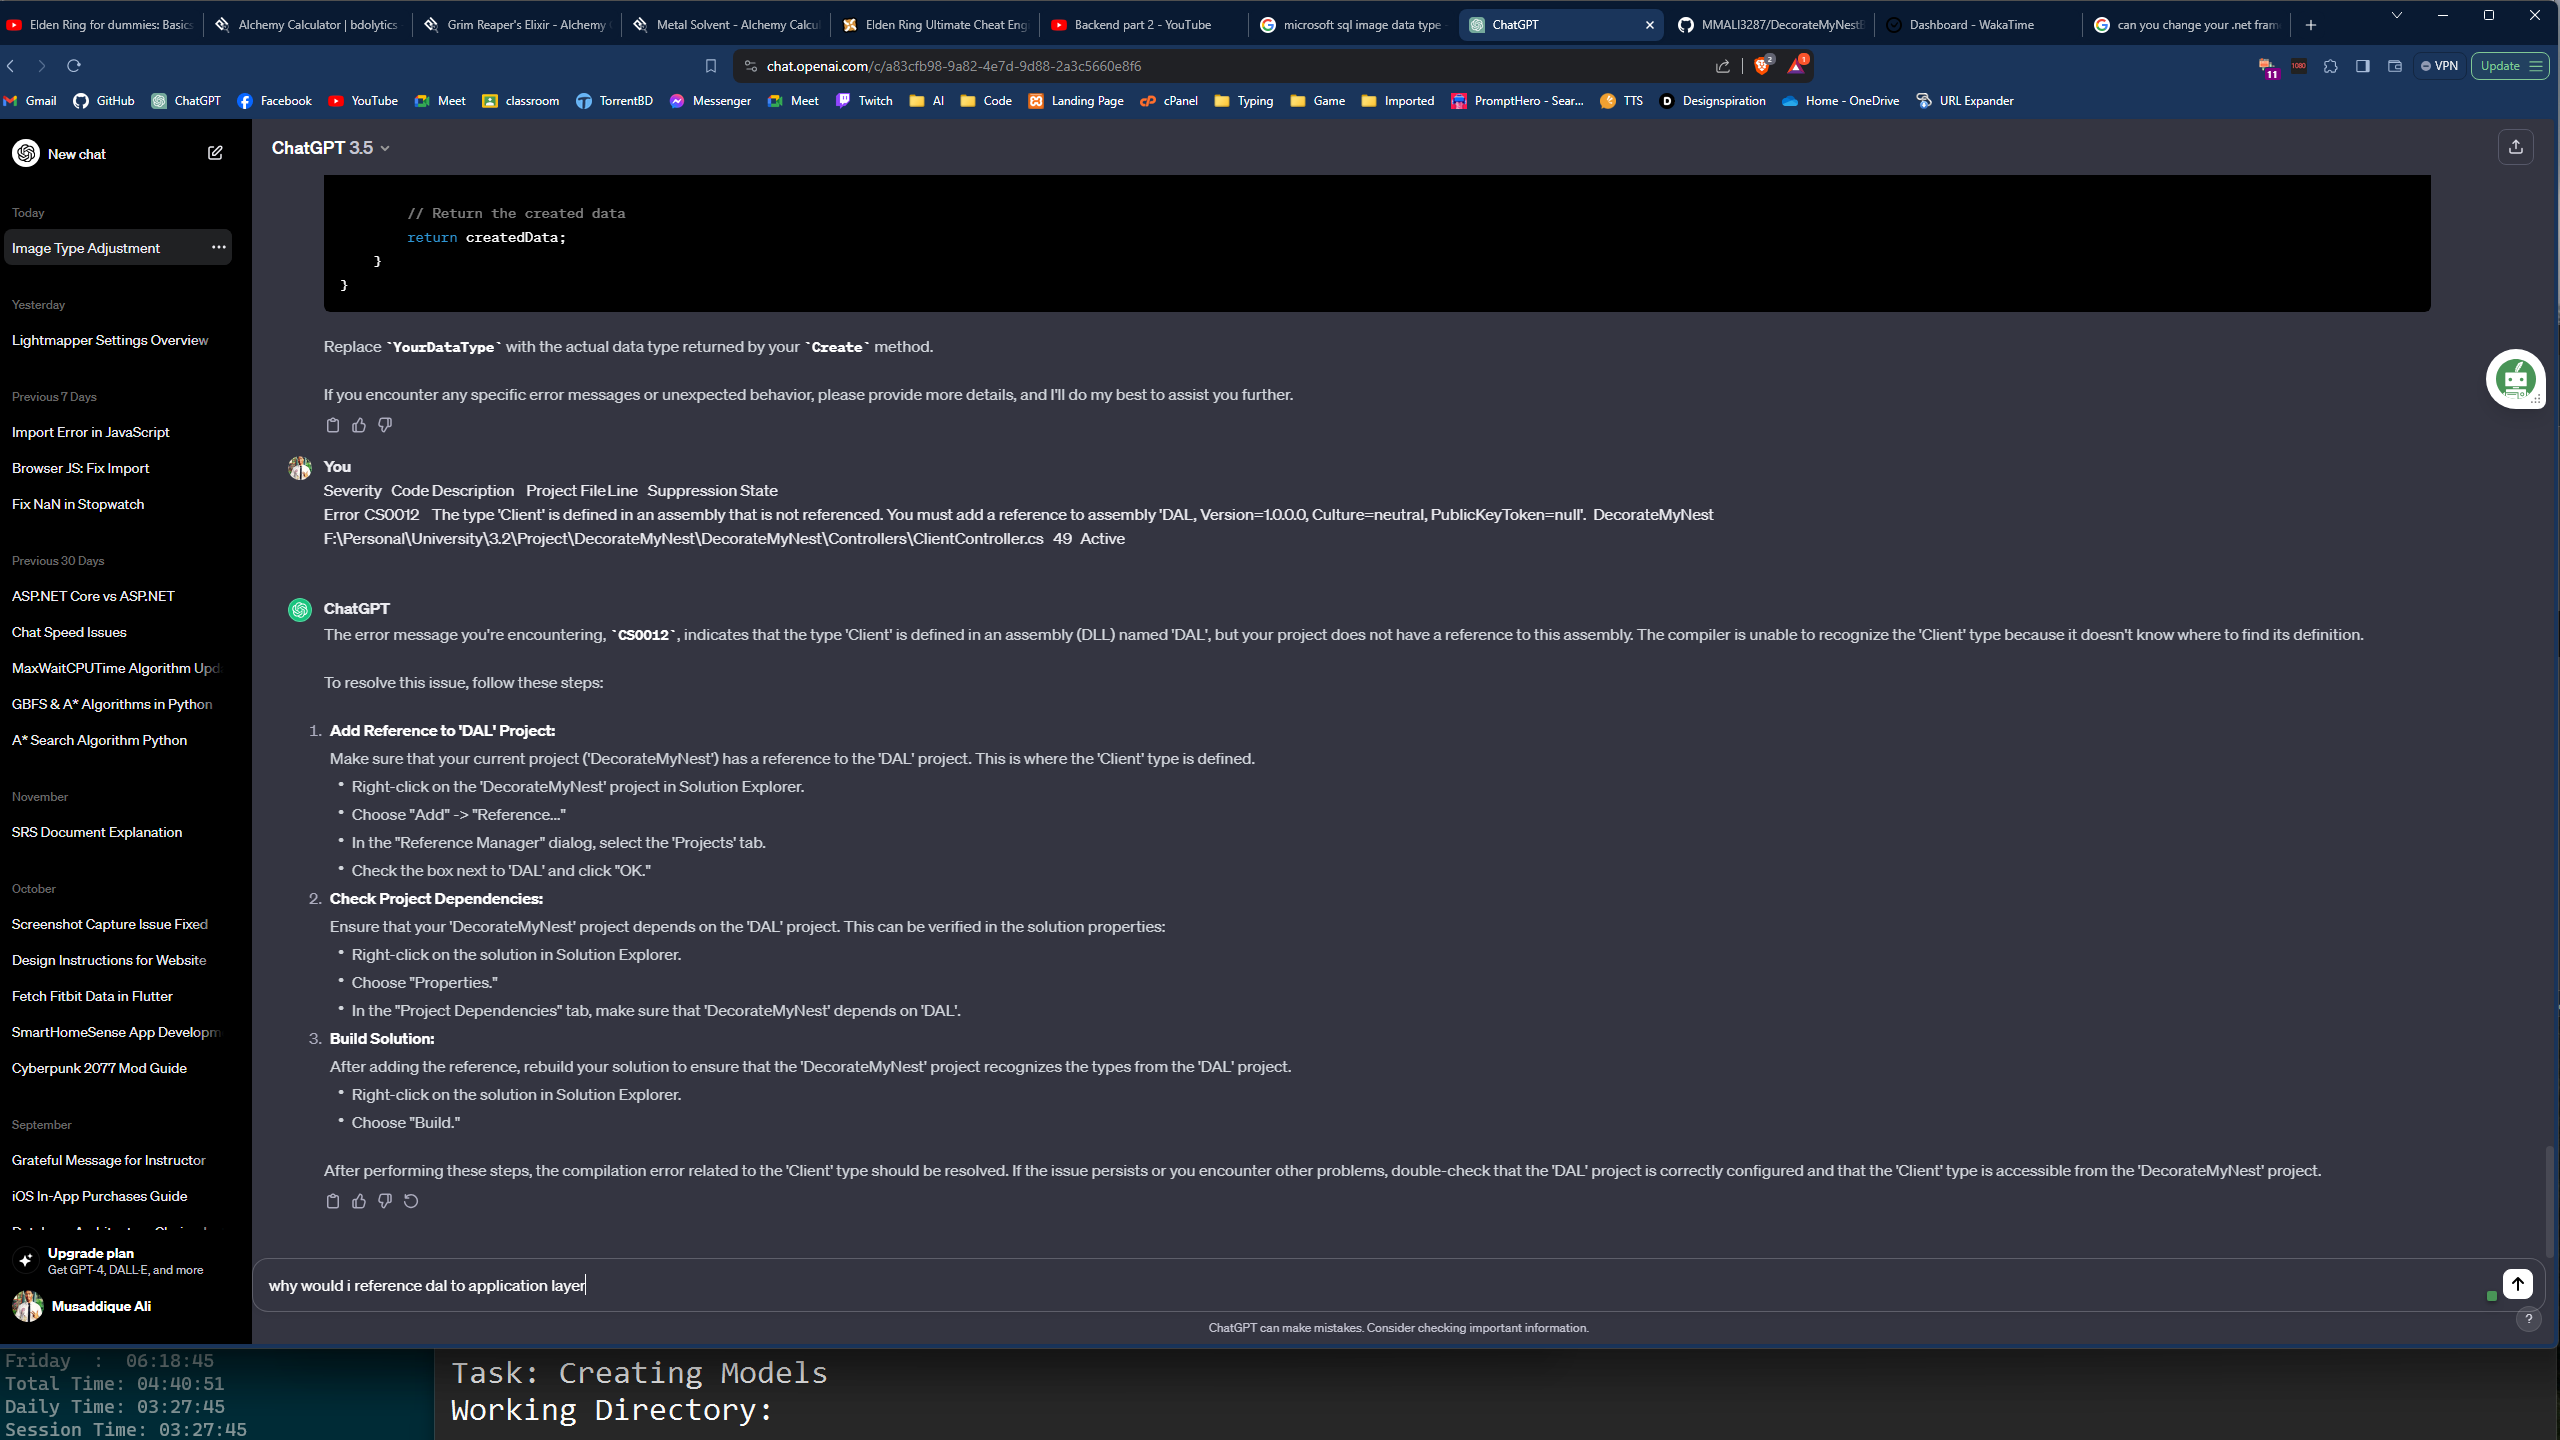 Elden Ring for dummies: Basics
Alchemy Calculator | bdolytics
Grim Reaper's Elixir - Alchemy
Metal Solvent - Alchemy Calcu
Elden Ring Ultimate Cheat Engi
Backend part 2 - YouTube
microsoft sql image data type
ChatGPT
MMALI3287/DecorateMyNest
Dashboard - WakaTime
can you change your .net fram
chat.openai.com/c/a83cfb98-9a82-4e7d-9d88-2a3c5660e8f6
2
1
11
1080
VPN
Update
Gmail
GitHub
ChatGPT
Facebook
YouTube
Meet
classroom
TorrentBD
Messenger
Meet
Twitch
AI
Code
Landing Page
cPanel
Typing
Game
Imported
PromptHero - Sear...
TTS
Designspiration
Home - OneDrive
URL Expander
New chat
Today
Image Type Adjustment
Yesterday
Lightmapper Settings Overview
Previous 7 Days
Import Error in JavaScript
Browser JS: Fix Import
Fix NaN in Stopwatch
Previous 30 Days
ASP.NET Core vs ASP.NET
Chat Speed Issues
MaxWaitCPUTime Algorithm Upd
GBFS & A* Algorithms in Python
A* Search Algorithm Python
November
SRS Document Explanation
October
Screenshot Capture Issue Fixed
Design Instructions for Website
Fetch Fitbit Data in Flutter
SmartHomeSense App Developm
Cyberpunk 2077 Mod Guide
September
Grateful Message for Instructor
iOS In-App Purchases Guide
Upgrade plan
Get GPT-4, DALL·E, and more
Musaddique Ali
ChatGPT 3.5
// Return the created data
return createdData;
}
}
Replace `YourDataType` with the actual data type returned by your `Create` method.
If you encounter any specific error messages or unexpected behavior, please provide more details, and I'll do my best to assist you further.
You
Severity Code Description Project File Line Suppression State
Error CS0012 The type 'Client' is defined in an assembly that is not referenced. You must add a reference to assembly 'DAL, Version=1.0.0.0, Culture=neutral, PublicKeyToken=null'. DecorateMyNest
F:\Personal\University\3.2\Project\DecorateMyNest\DecorateMyNest\Controllers\ClientController.cs 49 Active
ChatGPT
The error message you're encountering, `CS0012`, indicates that the type 'Client' is defined in an assembly (DLL) named 'DAL', but your project does not have a reference to this assembly. The compiler is unable to recognize the 'Client' type because it doesn't know where to find its definition.
To resolve this issue, follow these steps:
1. Add Reference to 'DAL' Project:
Make sure that your current project ('DecorateMyNest') has a reference to the 'DAL' project. This is where the 'Client' type is defined.
• Right-click on the 'DecorateMyNest' project in Solution Explorer.
• Choose "Add" -> "Reference..."
• In the "Reference Manager" dialog, select the 'Projects' tab.
• Check the box next to 'DAL' and click "OK."
2. Check Project Dependencies:
Ensure that your 'DecorateMyNest' project depends on the 'DAL' project. This can be verified in the solution properties:
• Right-click on the solution in Solution Explorer.
• Choose "Properties."
• In the "Project Dependencies" tab, make sure that 'DecorateMyNest' depends on 'DAL'.
3. Build Solution:
After adding the reference, rebuild your solution to ensure that the 'DecorateMyNest' project recognizes the types from the 'DAL' project.
• Right-click on the solution in Solution Explorer.
• Choose "Build."
After performing these steps, the compilation error related to the 'Client' type should be resolved. If the issue persists or you encounter other problems, double-check that the 'DAL' project is correctly configured and that the 'Client' type is accessible from the 'DecorateMyNest' project.
why would i reference dal to application layer
ChatGPT can make mistakes. Consider checking important information.
?
Friday : 06:18:45
Total Time: 04:40:51
Daily Time: 03:27:45
Session Time: 03:27:45
Task: Creating Models
Working Directory: